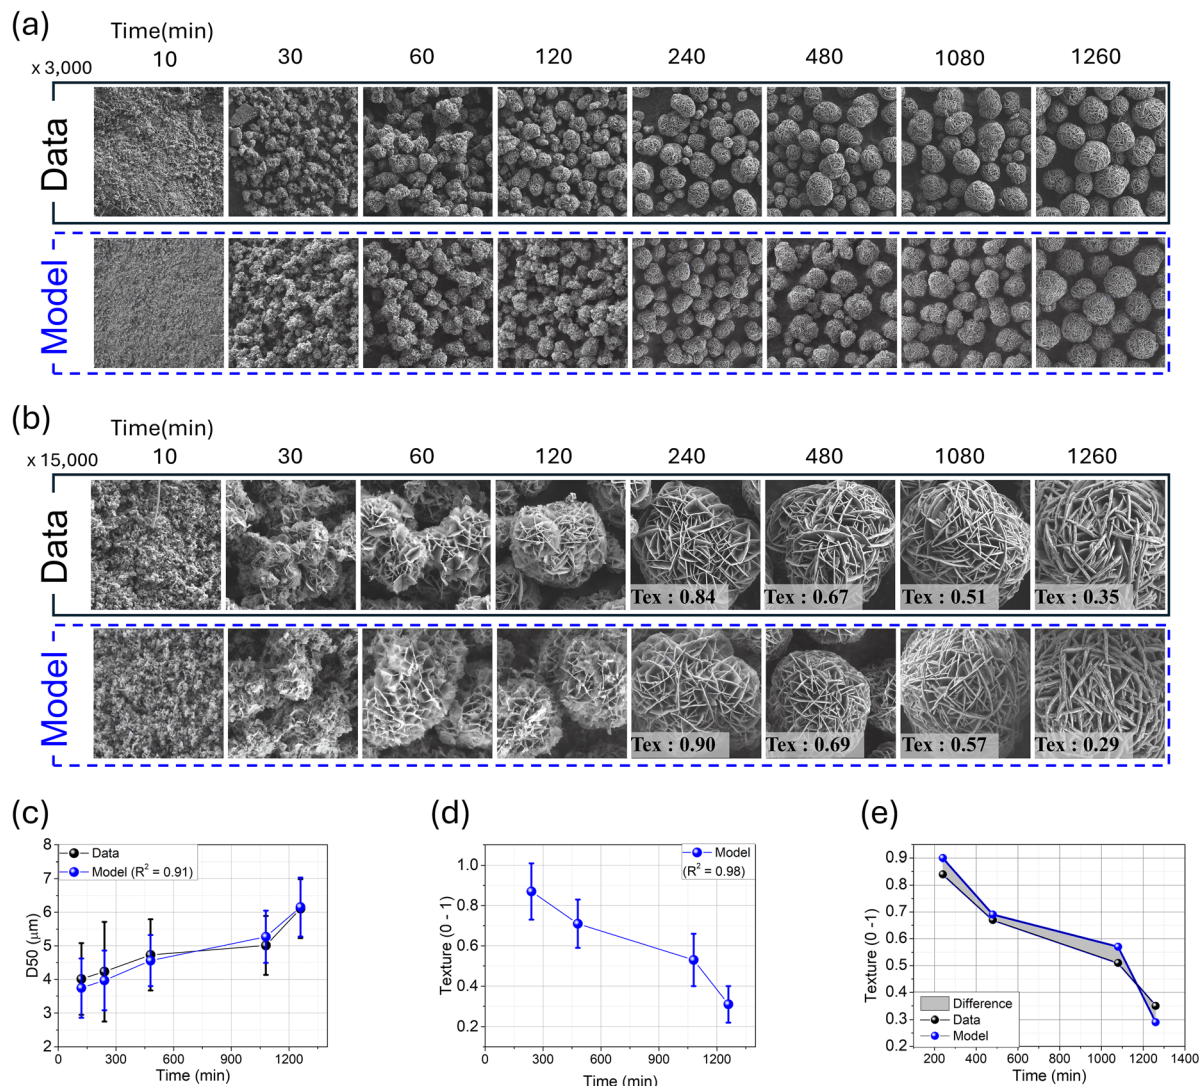 (a)
Time(min)
x 3,000 10 30 60 120 240 480 1080 1260
Data
Model
(b)
Time(min)
x 15,000 10 30 60 120 240 480 1080 1260
Data
Tex : 0.84 Tex : 0.67 Tex : 0.51 Tex : 0.35
Model
Tex : 0.90 Tex : 0.69 Tex : 0.57 Tex : 0.29
(c)
8
7
6
5
4
3
2
D50 (μm)
Data
Model (R² = 0.91)
0 300 600 900 1200
Time (min)
(d)
1.0
0.8
0.6
0.4
0.2
Texture (0 - 1)
Model
(R² = 0.98)
0 300 600 900 1200
Time (min)
(e)
0.9
0.8
0.7
0.6
0.5
0.4
0.3
0.2
Texture (0 -1)
Difference
Data
Model
200 400 600 800 1000 1200 1400
Time (min)